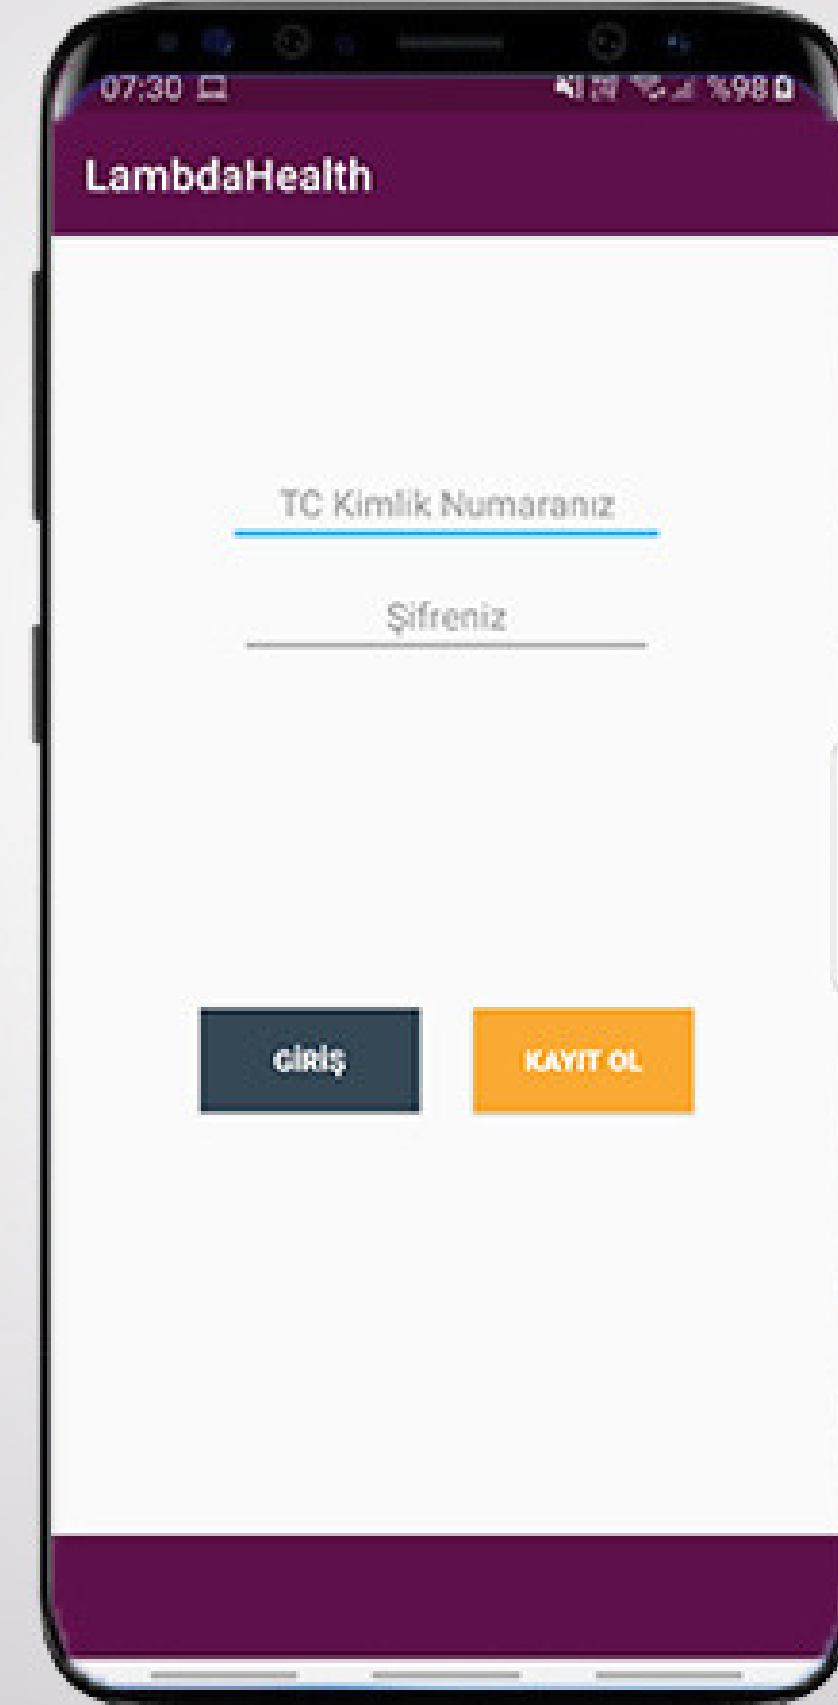 07:30 %98
LambdaHealth
TC Kimlik Numaranız
Şifreniz
GİRİŞ KAYIT OL